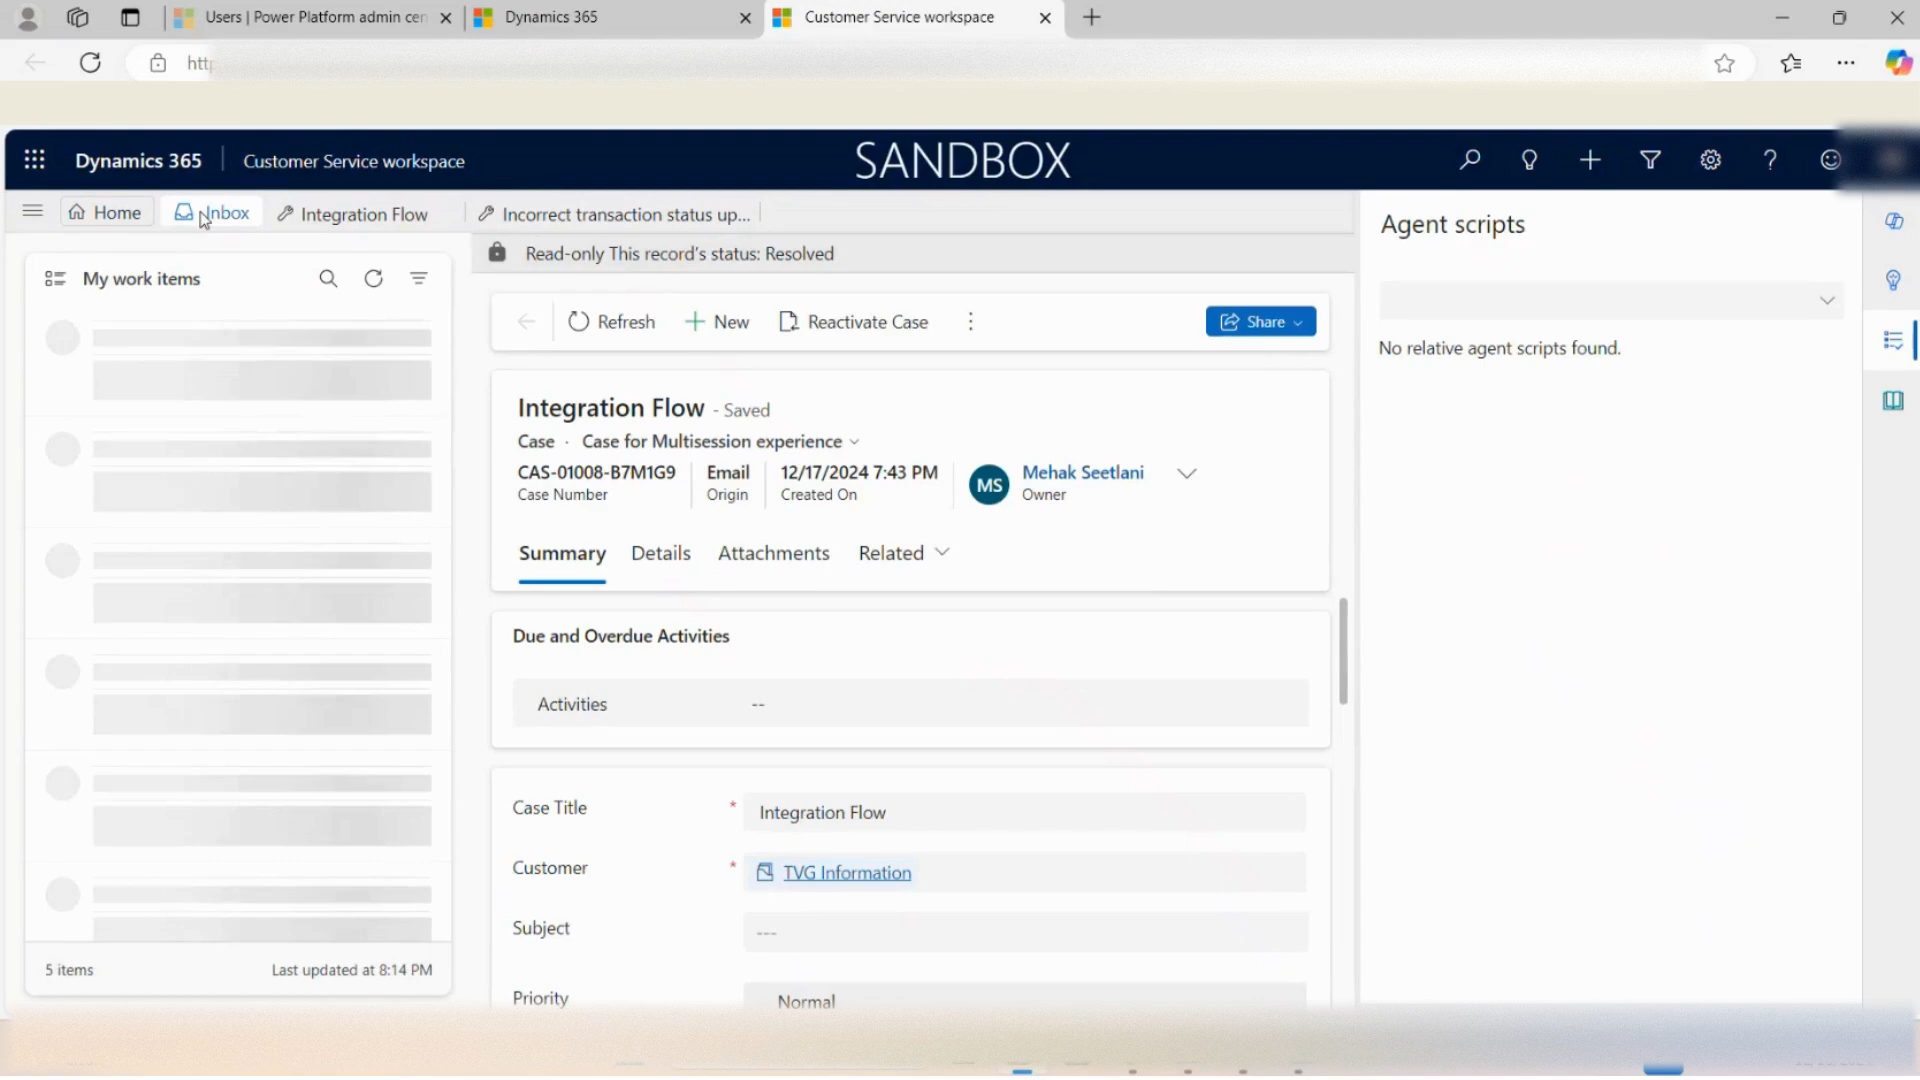 Users | Power Platform admin cen
Dynamics 365
Customer Service workspace
Dynamics 365
Customer Service workspace
SANDBOX
Home
Inbox
Integration Flow
Incorrect transaction status up...
Agent scripts
My work items
Read-only This record's status: Resolved
Refresh
New
Reactivate Case
Share
No relative agent scripts found.
Integration Flow - Saved
Case · Case for Multisession experience
CAS-01008-B7M1G9
Case Number
Email
Origin
12/17/2024 7:43 PM
Created On
MS
Mehak Seetlani
Owner
Summary
Details
Attachments
Related
Due and Overdue Activities
Activities
--
Case Title
*
Integration Flow
Customer
*
TVG Information
Subject
---
Priority
Normal
5 items
Last updated at 8:14 PM